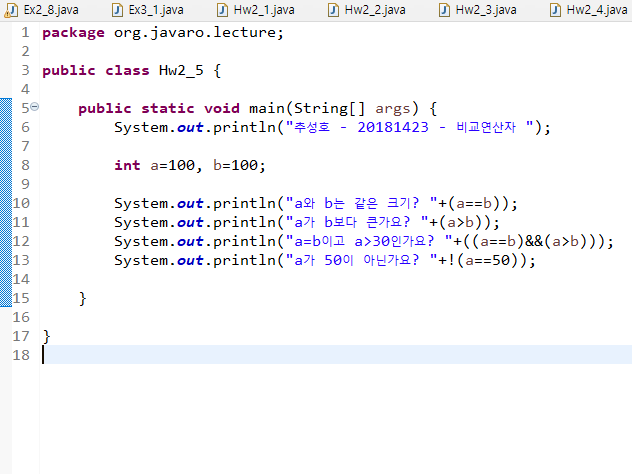 Ex2_8.java Ex3_1.java Hw2_1.java Hw2_2.java Hw2_3.java Hw2_4.java
1 package org.javaro.lecture;
2
3 public class Hw2_5 {
4
5 public static void main(String[] args) {
6 System.out.println("추성호 - 20181423 - 비교연산자 ");
7
8 int a=100, b=100;
9
10 System.out.println("a와 b는 같은 크기? "+(a==b));
11 System.out.println("a가 b보다 큰가요? "+(a>b));
12 System.out.println("a=b이고 a>30인가요? "+((a==b)&&(a>b)));
13 System.out.println("a가 50이 아닌가요? "+!(a==50));
14
15 }
16
17 }
18